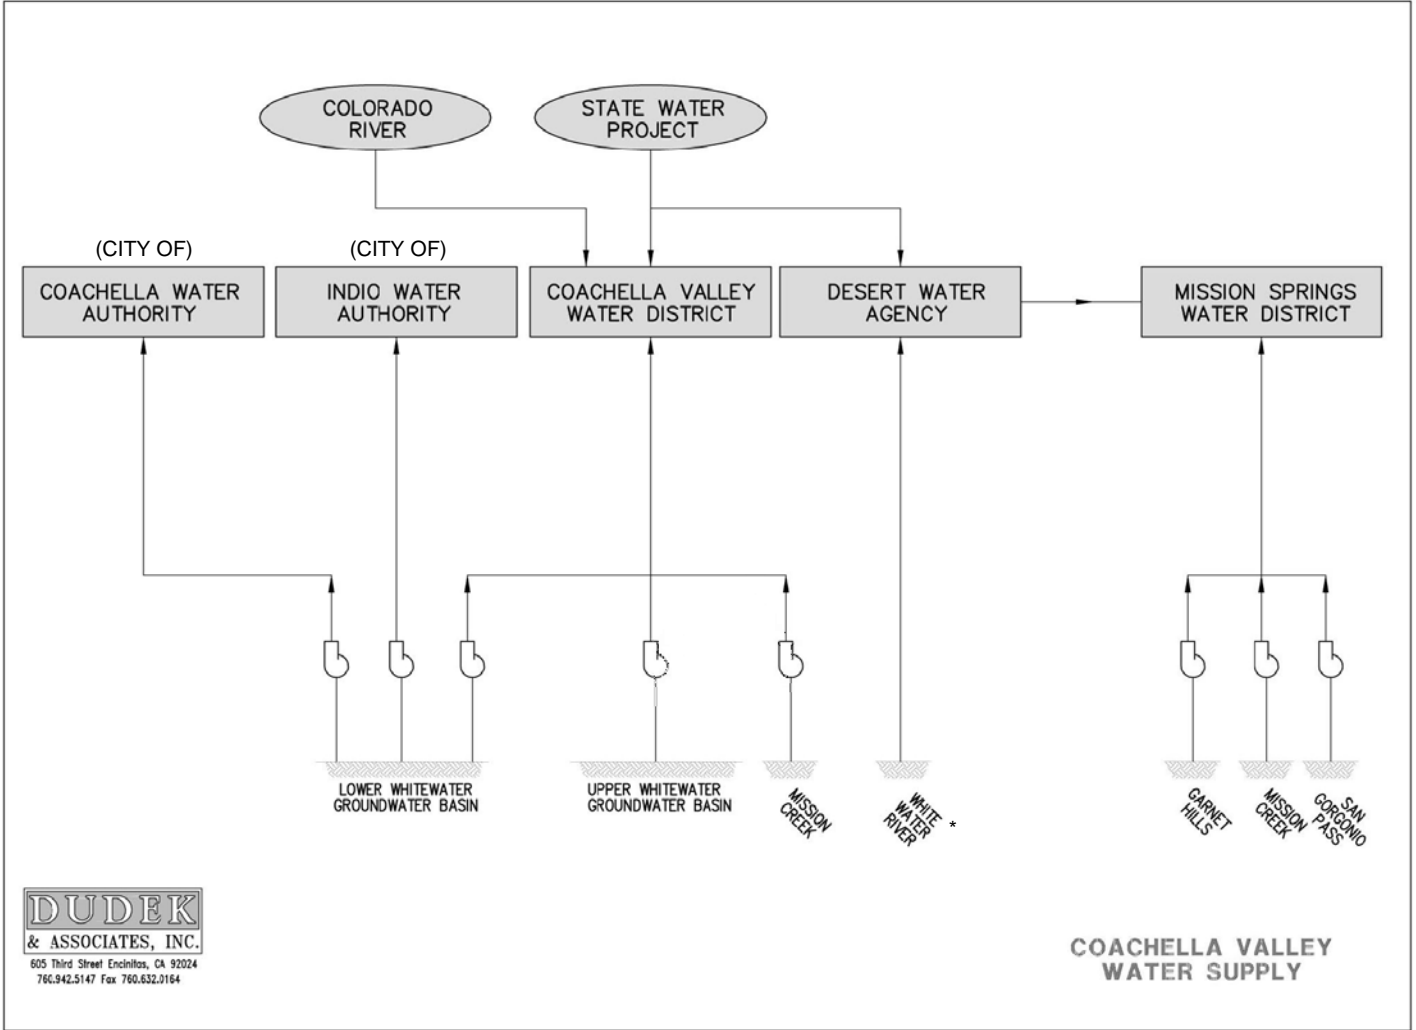 COLORADO
RIVER
STATE WATER
PROJECT
(CITY OF)
(CITY OF)
COACHELLA WATER
AUTHORITY
INDIO WATER
AUTHORITY
COACHELLA VALLEY
WATER DISTRICT
DESERT WATER
AGENCY
MISSION SPRINGS
WATER DISTRICT
LOWER WHITEWATER
GROUNDWATER BASIN
UPPER WHITEWATER
GROUNDWATER BASIN
MISSION
CREEK
WHITE
WATER
RIVER *
GARNET
HILLS
MISSION
CREEK
SAN
GORGONIO
PASS
DUDEK
& ASSOCIATES, INC.
605 Third Street Encinitas, CA 92024
760.942.5147 Fax 760.632.0164
COACHELLA VALLEY
WATER SUPPLY